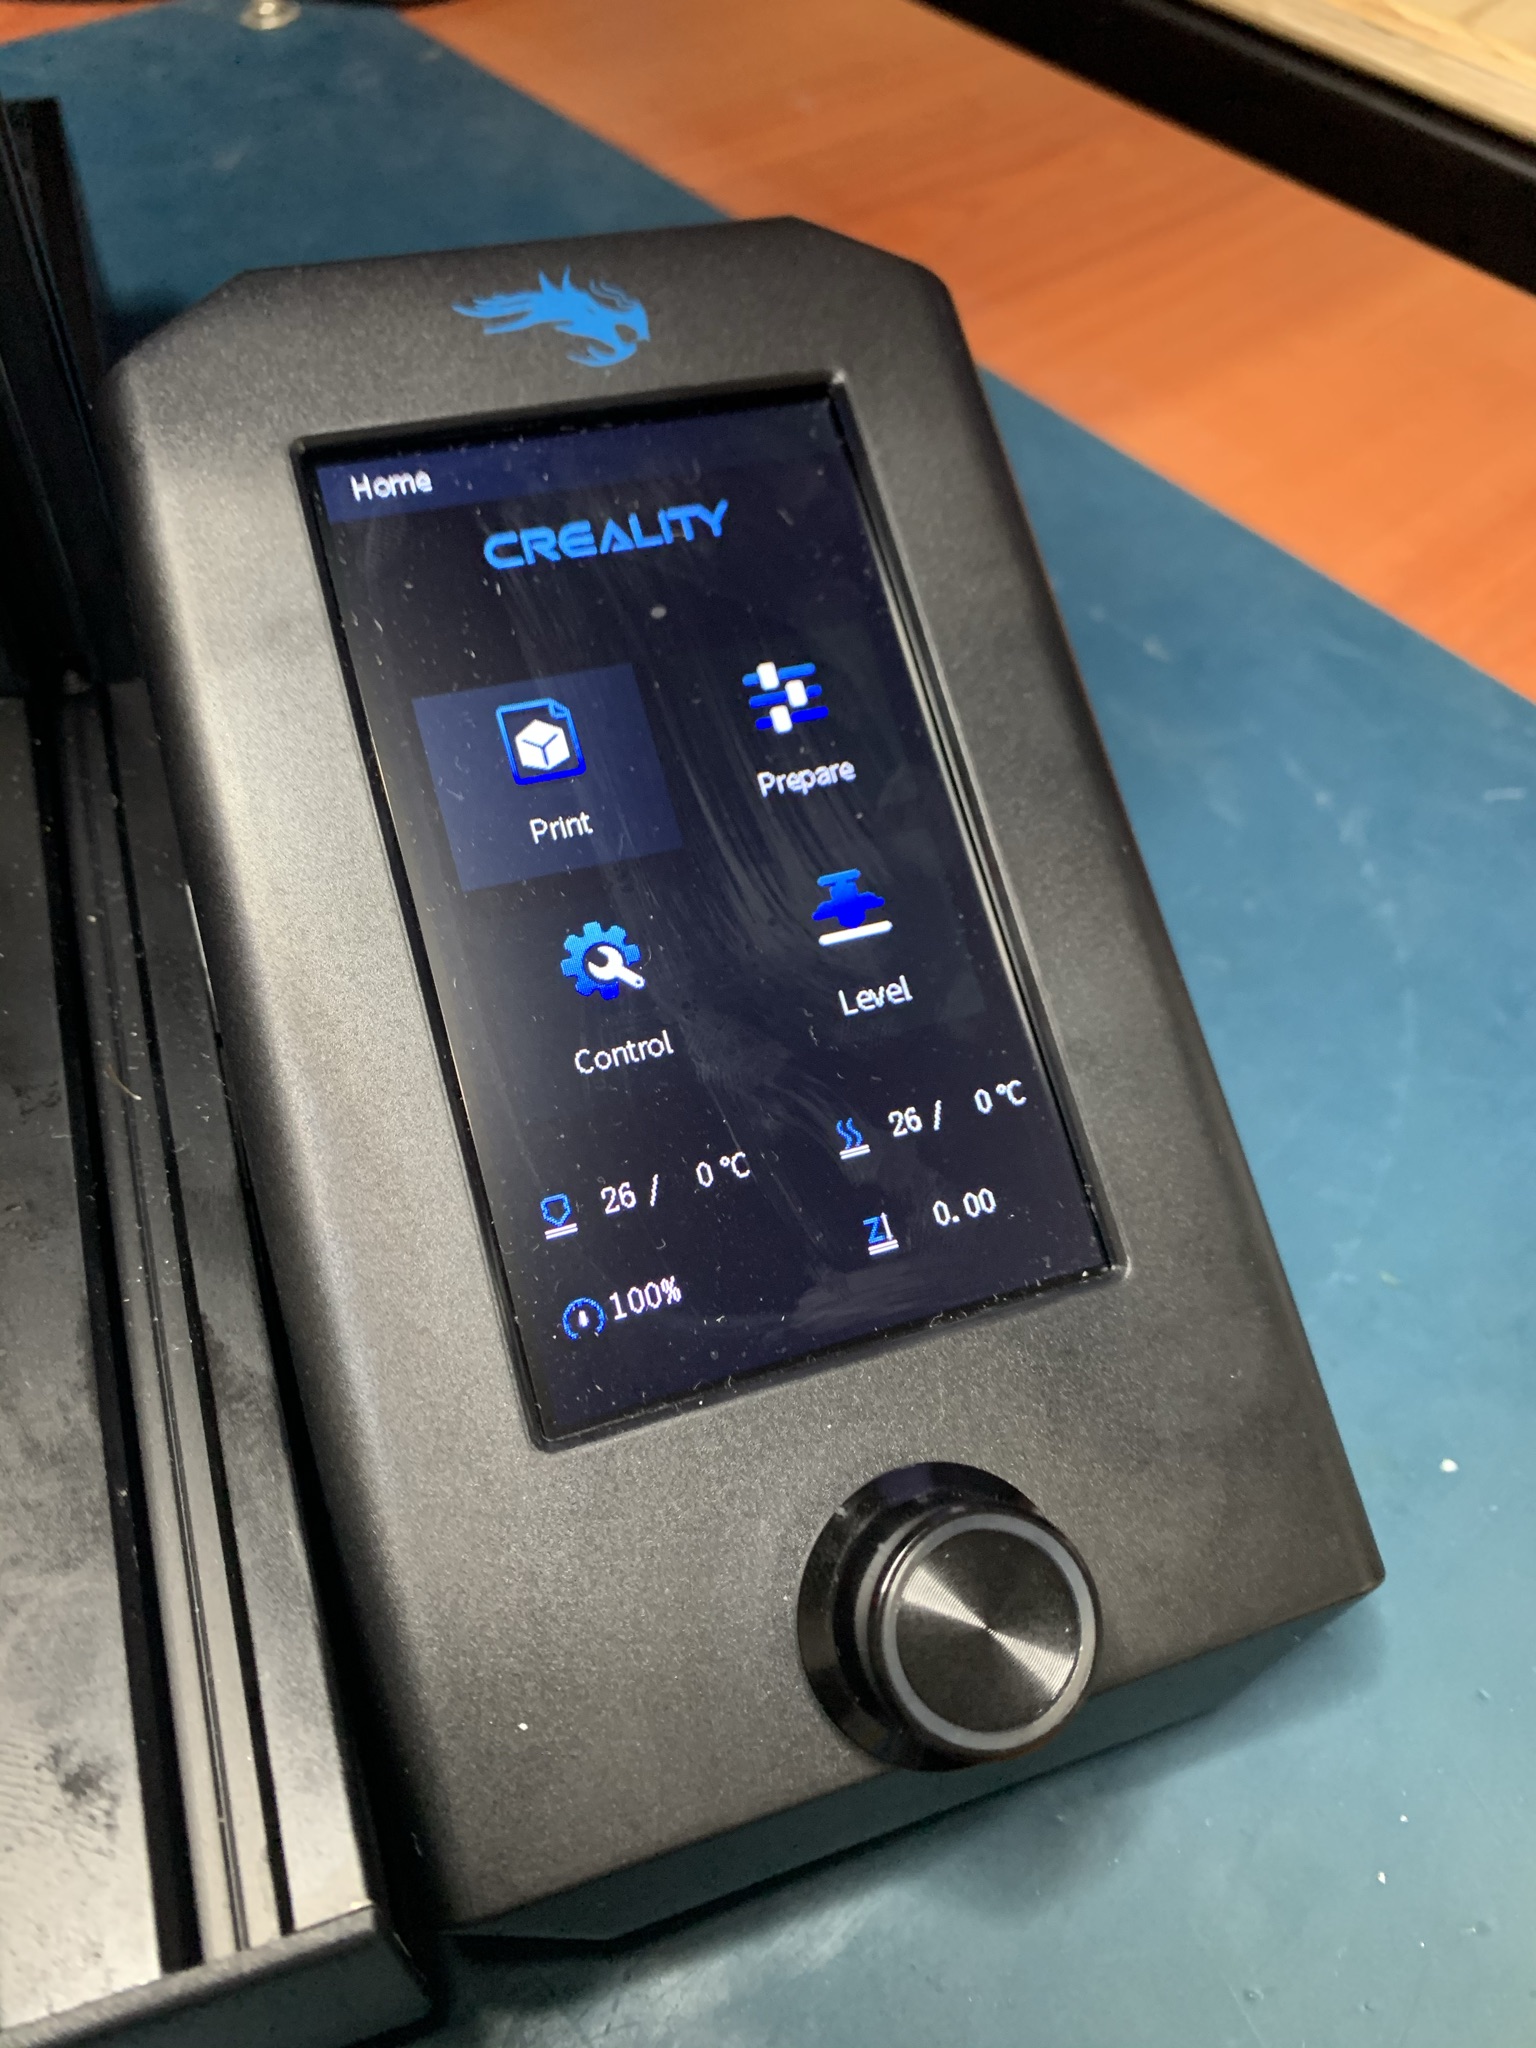 Home
CREALITY
Print
Prepare
Control
Level
26 / 0 °C
26 / 0 °C
Z
0.00
100%